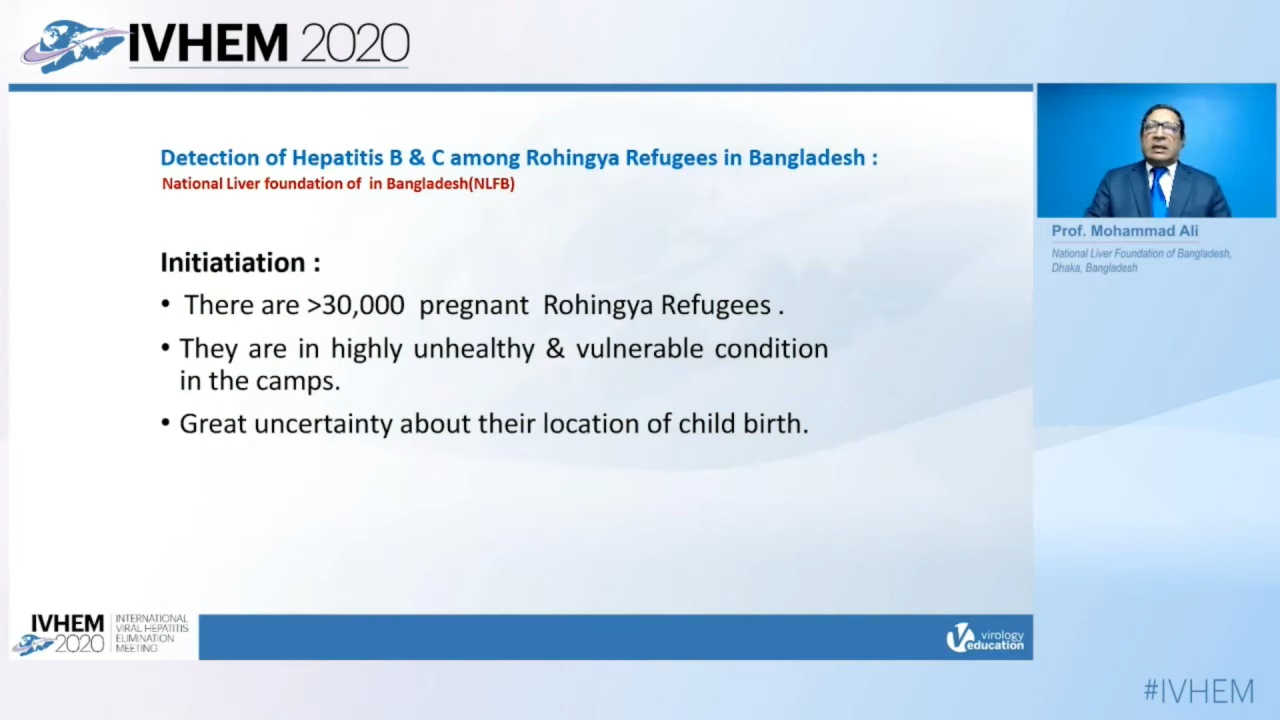 IVHEM 2020
Detection of Hepatitis B & C among Rohingya Refugees in Bangladesh :
National Liver foundation of in Bangladesh(NLFB)
Initiatiation :
• There are >30,000 pregnant Rohingya Refugees .
• They are in highly unhealthy & vulnerable condition
in the camps.
• Great uncertainty about their location of child birth.
Prof. Mohammad Ali
National Liver Foundation of Bangladesh,
Dhaka, Bangladesh
IVHEM
2020
INTERNATIONAL
VIRAL HEPATITIS
ELIMINATION
MEETING
virology
education
#IVHEM